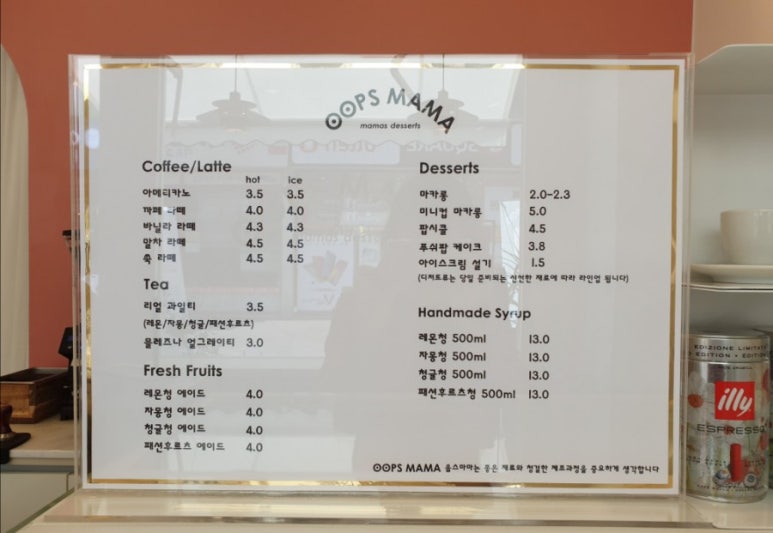 OOPS MAMA
mamas desserts
Coffee/Latte
hot ice
아메리카노 3.5 3.5
까페 라떼 4.0 4.0
바닐라 라떼 4.3 4.3
말차 라떼 4.5 4.5
쑥 라떼 4.5 4.5
Tea
리얼 과일티 3.5
(레몬/자몽/청귤/패션후르츠)
믈레즈나 얼그레이티 3.0
Fresh Fruits
레몬청 에이드 4.0
자몽청 에이드 4.0
청귤청 에이드 4.0
패션후르츠 에이드 4.0
Desserts
마카롱 2.0-2.3
미니컵 마카롱 5.0
팝시클 4.5
푸쉬팝 케이크 3.8
아이스크림 설기 1.5
(디저트류는 당일 준비되는 신선한 재료에 따라 라인업 됩니다)
Handmade Syrup
레몬청 500ml 13.0
자몽청 500ml 13.0
청귤청 500ml 13.0
패션후르츠청 500ml 13.0
OOPS MAMA 웁스마마는 좋은 재료와 청결한 제조과정을 중요하게 생각합니다
EDIZIONE LIMITATA
EDITION
illy
ESPRESSO